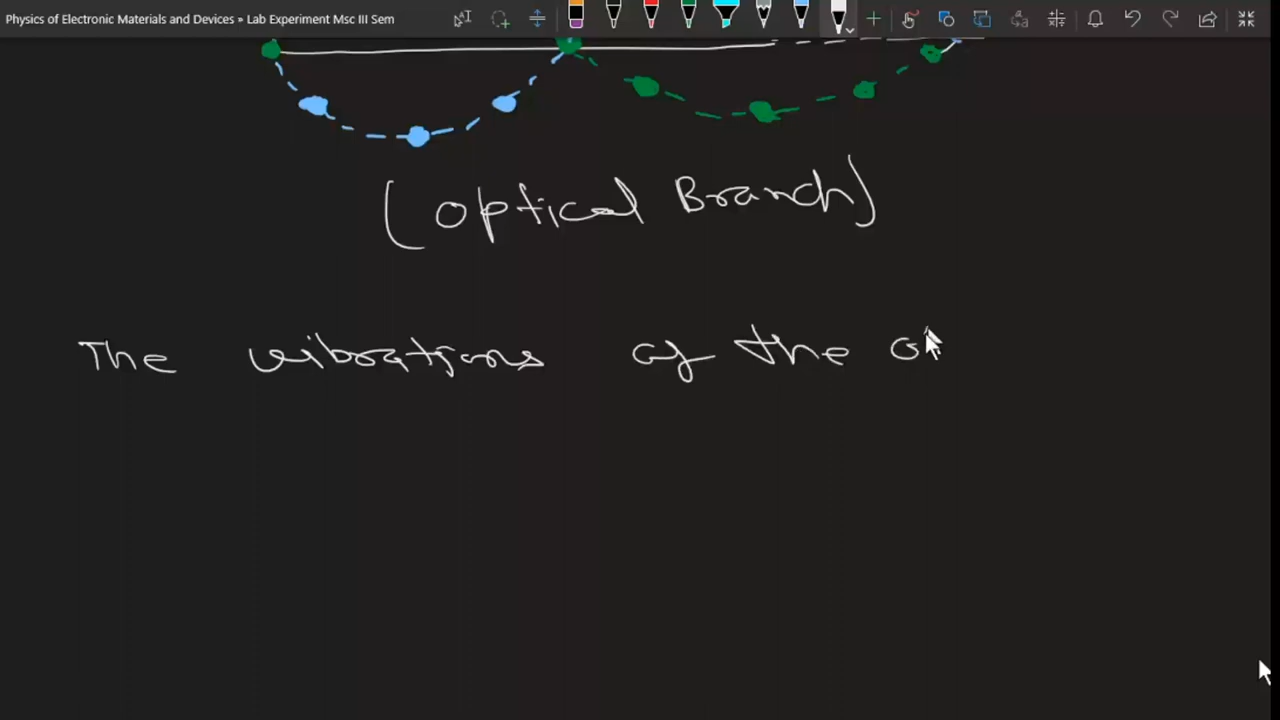 Physics of Electronic Materials and Devices » Lab Experiment Msc III Sem
(Optical Branch)
The vibrations of the